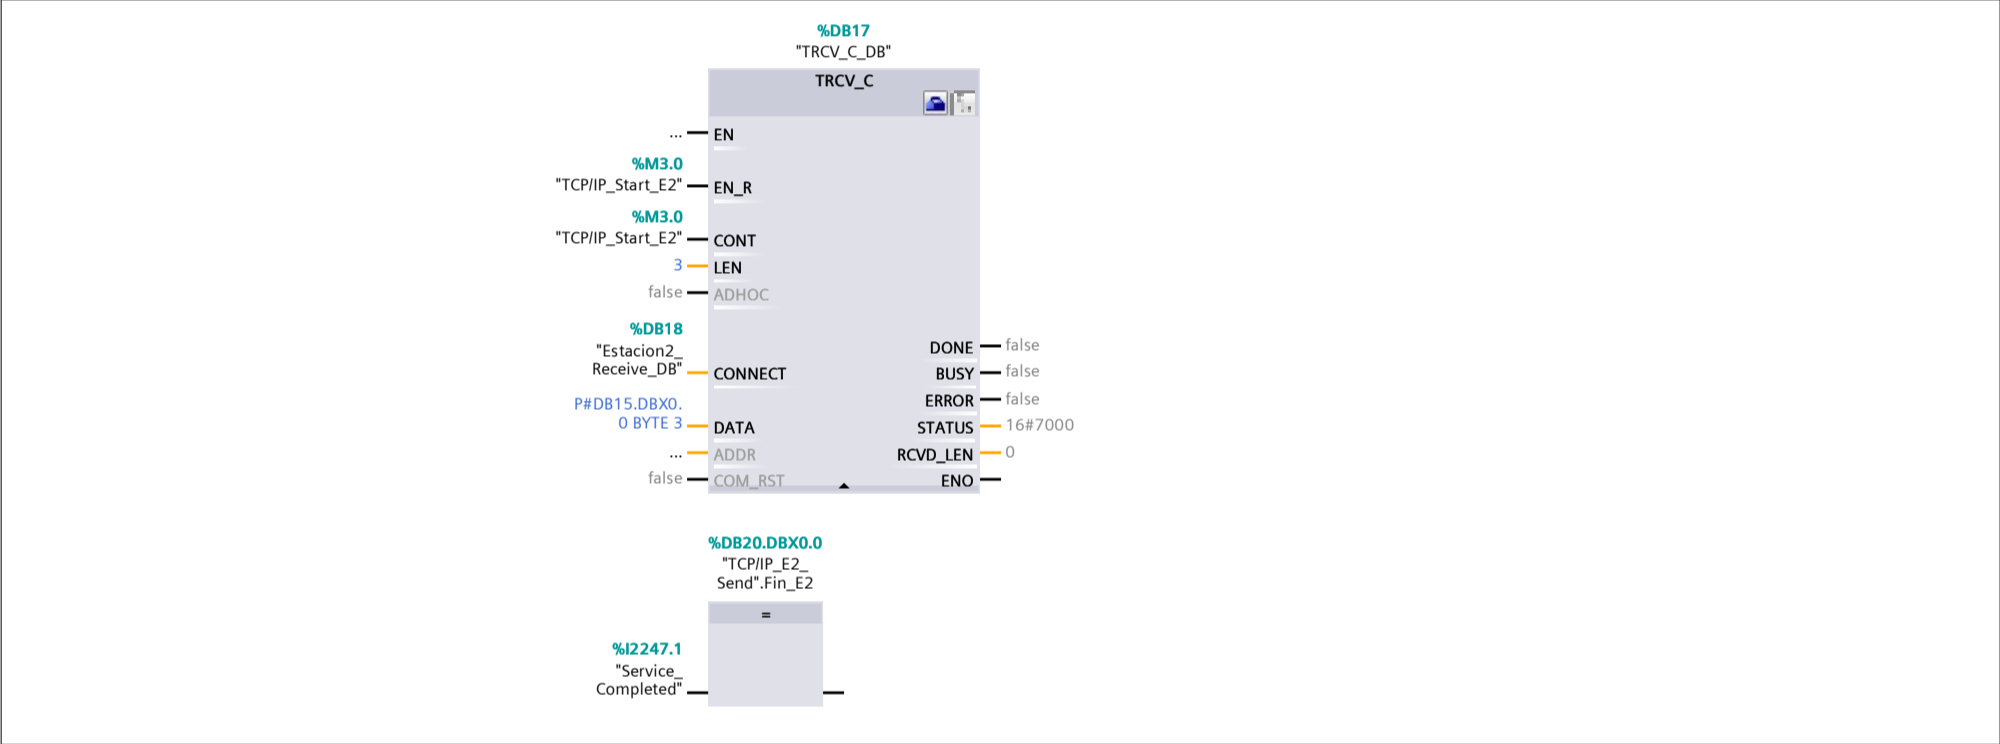 %DB17
"TRCV_C_DB"
TRCV_C
... EN
%M3.0
"TCP/IP_Start_E2" EN_R
%M3.0
"TCP/IP_Start_E2" CONT
3 LEN
false ADHOC
%DB18
"Estacion2_
Receive_DB" CONNECT
P#DB15.DBX0.
0 BYTE 3 DATA
... ADDR
false COM_RST
DONE false
BUSY false
ERROR false
STATUS 16#7000
RCVD_LEN 0
ENO
%DB20.DBX0.0
"TCP/IP_E2_
Send".Fin_E2
=
%I2247.1
"Service_
Completed"